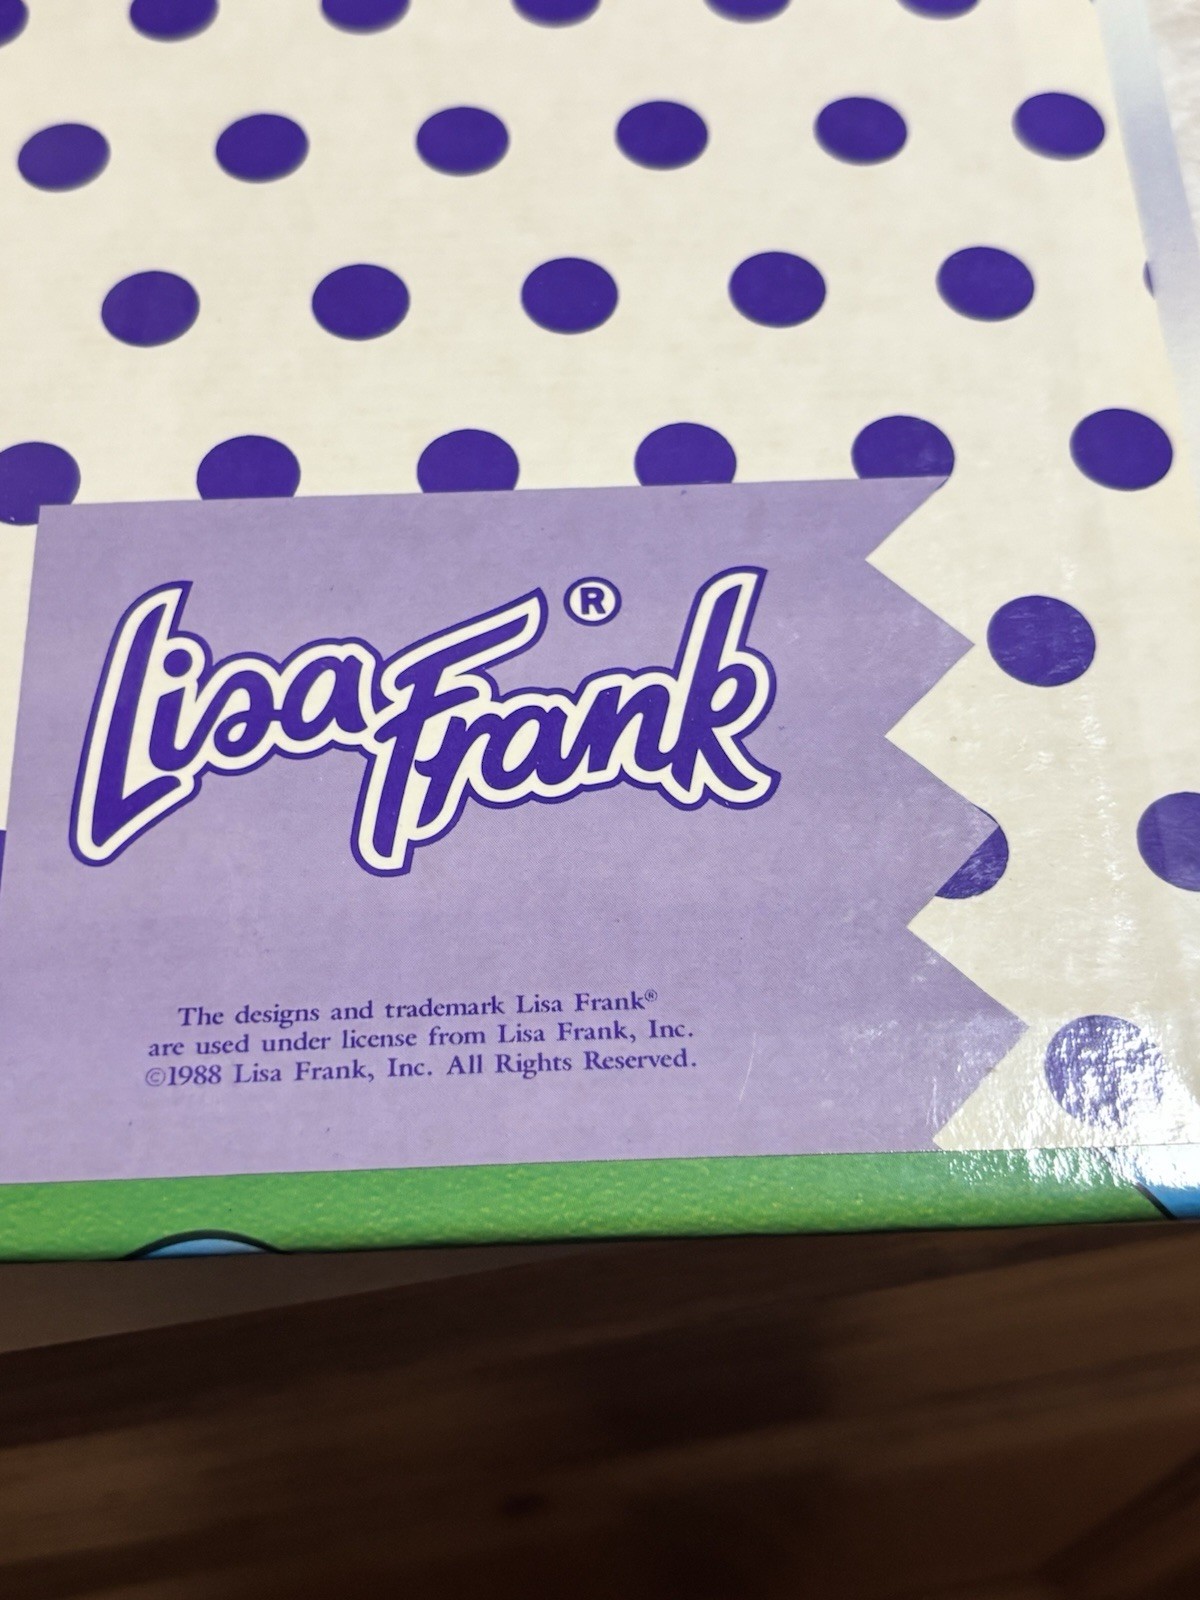 Lisa Frank®
The designs and trademark Lisa Frank®
are used under license from Lisa Frank, Inc.
©1988 Lisa Frank, Inc. All Rights Reserved.